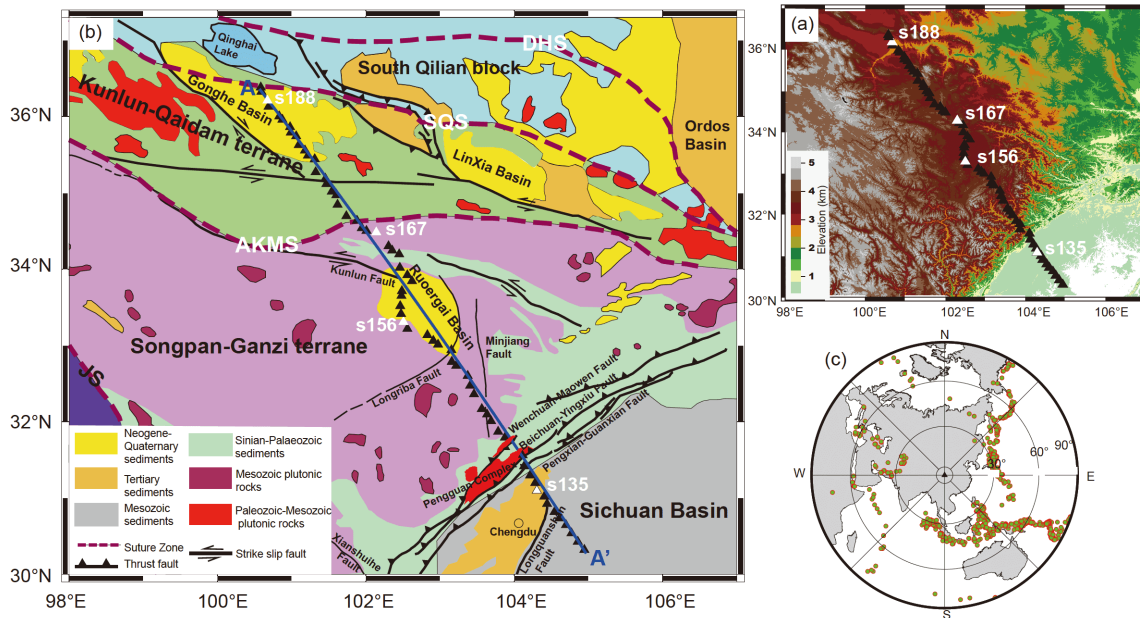 (b)
Qinghai
Lake
DHS
South Qilian block
A
s188
Gonghe Basin
Kunlun-Qaidam terrane
SQS
LinXia Basin
Ordos
Basin
s167
AKMS
Kunlun Fault
Ruoergai Basin
s156
Minjiang
Fault
Songpan-Ganzi terrane
JS
Longriba Fault
Wenchuan-Maowen Fault
Beichuan-Yingxiu Fault
Pengxian-Guanxian Fault
Pengguan Complex
s135
Sichuan Basin
Chengdu
Longquanshan
Fault
Xianshuihe
Fault
A'
Neogene-
Quaternary
sediments
Sinian-Palaeozoic
sediments
Tertiary
sediments
Mesozoic plutonic
rocks
Mesozoic
sediments
Paleozoic-Mesozoic
plutonic rocks
Suture Zone
Strike slip fault
Thrust fault
36°N
34°N
32°N
30°N
98°E
100°E
102°E
104°E
106°E
(a)
s188
s167
s156
s135
5
4
3
2
1
Elevation (km)
36°N
34°N
32°N
30°N
98°E
100°E
102°E
104°E
106°E
(c)
N
W
E
S
30°
60°
90°